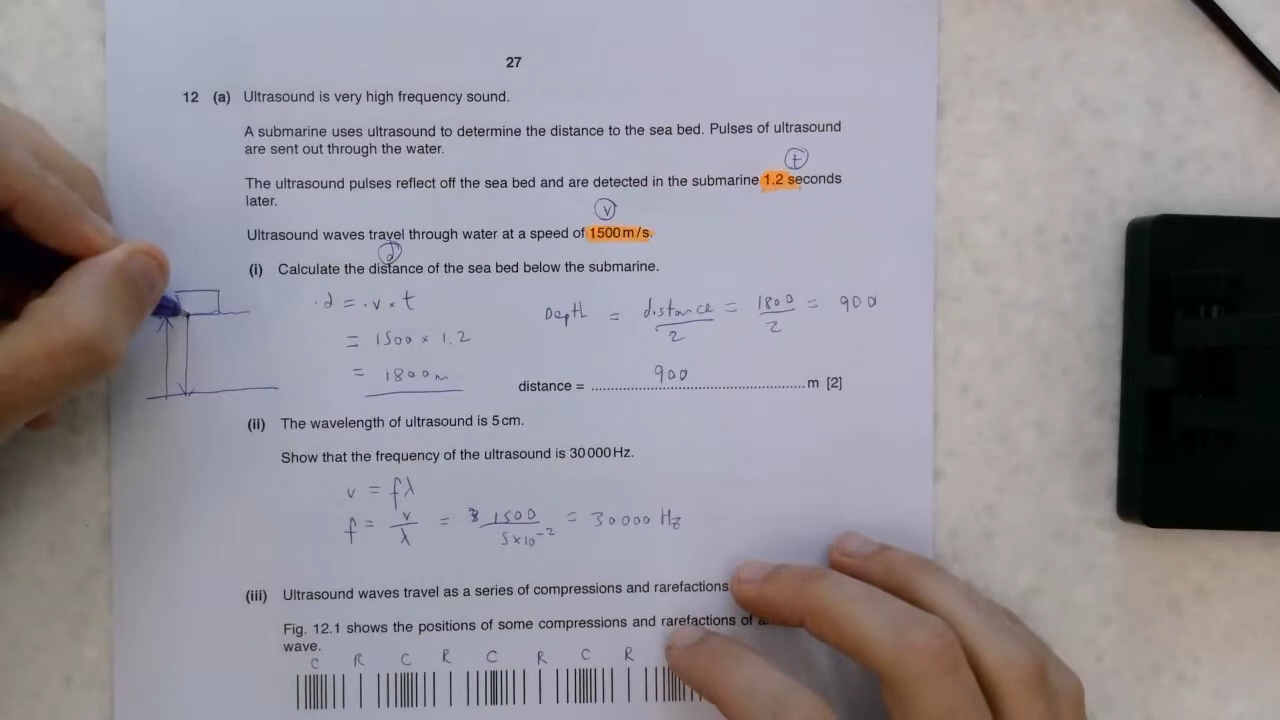 27
12 (a) Ultrasound is very high frequency sound.
A submarine uses ultrasound to determine the distance to the sea bed. Pulses of ultrasound
are sent out through the water.
t
The ultrasound pulses reflect off the sea bed and are detected in the submarine 1.2 seconds
later.
v
Ultrasound waves travel through water at a speed of 1500 m/s.
d
(i) Calculate the distance of the sea bed below the submarine.
d = v × t
Depth = distance/2 = 1800/2 = 900
= 1500 × 1.2
= 1800m
distance = 900 m [2]
(ii) The wavelength of ultrasound is 5 cm.
Show that the frequency of the ultrasound is 30 000 Hz.
v = fλ
f = v/λ = 1500/5×10⁻² = 30000 Hz
(iii) Ultrasound waves travel as a series of compressions and rarefactions
Fig. 12.1 shows the positions of some compressions and rarefactions of
wave.
C R C R C R C R